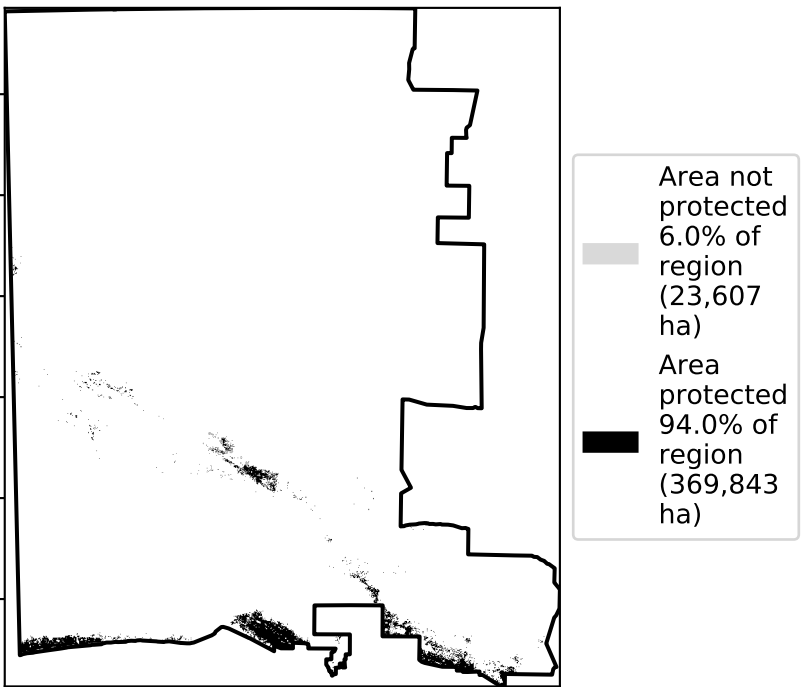 Area not
protected
6.0% of
region
(23,607
ha)
Area
protected
94.0% of
region
(369,843
ha)